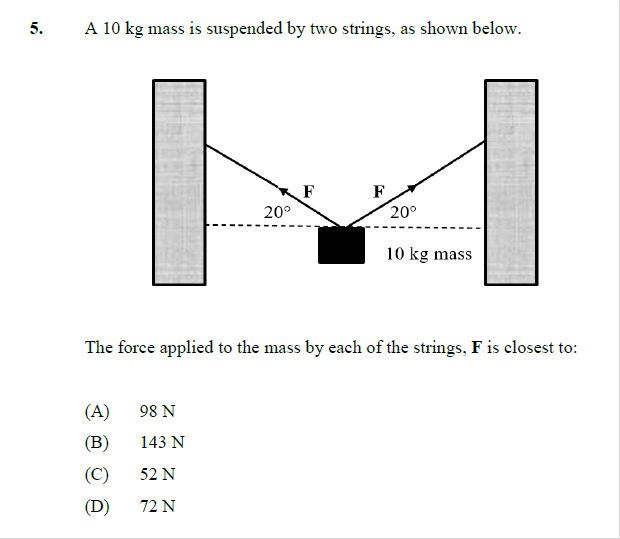 5. A 10 kg mass is suspended by two strings, as shown below.
F F
20° 20°
10 kg mass
The force applied to the mass by each of the strings, F is closest to:
(A) 98 N
(B) 143 N
(C) 52 N
(D) 72 N